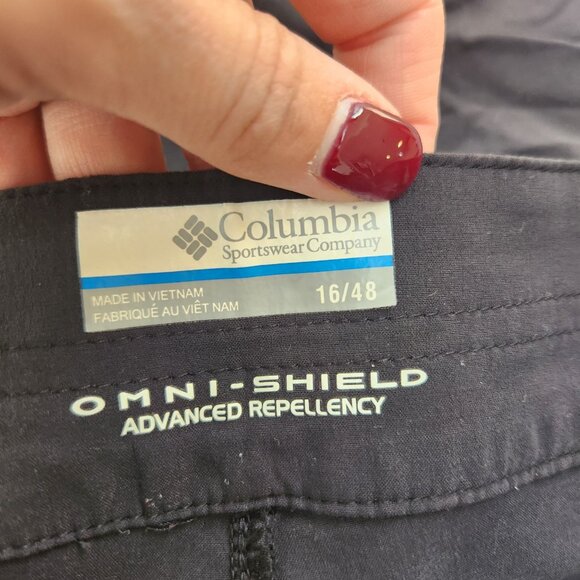 Columbia
Sportswear Company
MADE IN VIETNAM
FABRIQUÉ AU VIÊT NAM
16/48
OMNI-SHIELD
ADVANCED REPELLENCY